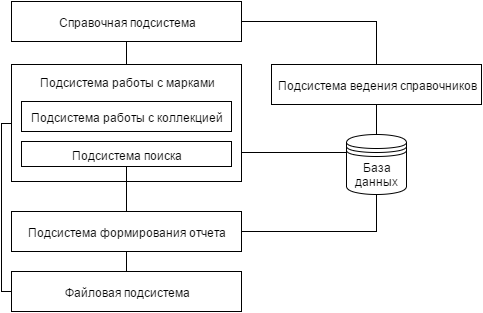 Справочная подсистема
Подсистема работы с марками
Подсистема ведения справочников
Подсистема работы с коллекцией
Подсистема поиска
База
данных
Подсистема формирования отчета
Файловая подсистема